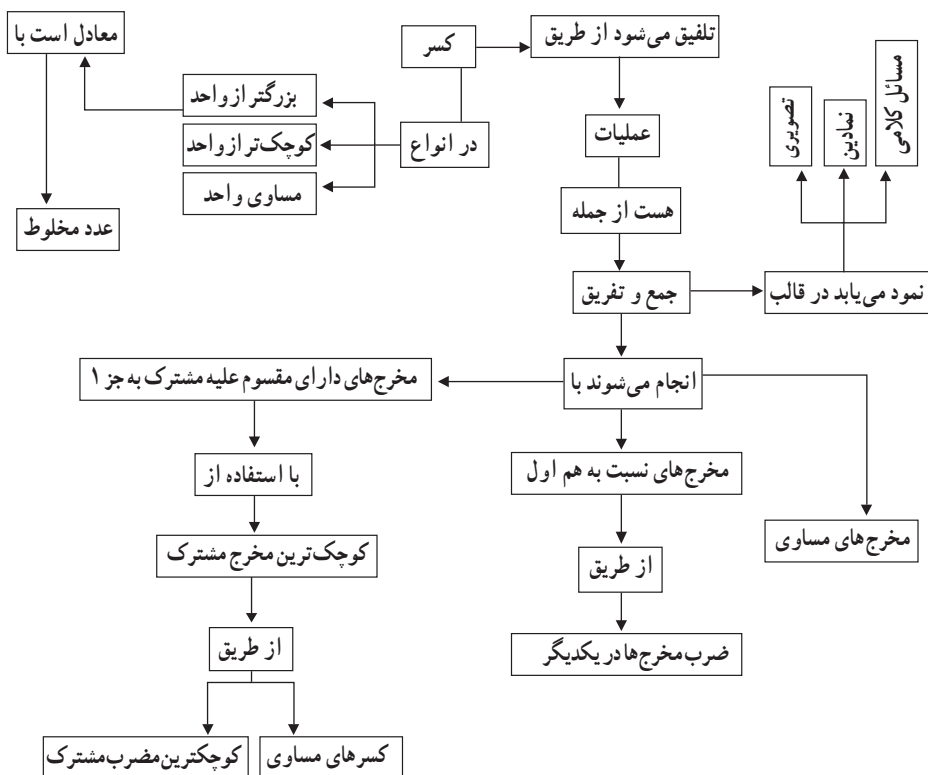 معادل است با
کسر
تلفیق می‌شود از طریق
مسائل کلامی
نمادین
تصویری
بزرگتر از واحد
در انواع
کوچک‌تر از واحد
مساوی واحد
عملیات
عدد مخلوط
هست از جمله
جمع و تفریق
نمود می‌یابد در قالب
انجام می‌شوند با
مخرج‌های دارای مقسوم علیه مشترک به جز ۱
مخرج‌های نسبت به هم اول
مخرج‌های مساوی
با استفاده از
کوچک‌ترین مخرج مشترک
از طریق
ضرب مخرج‌ها در یکدیگر
از طریق
کسرهای مساوی
کوچکترین مضرب مشترک